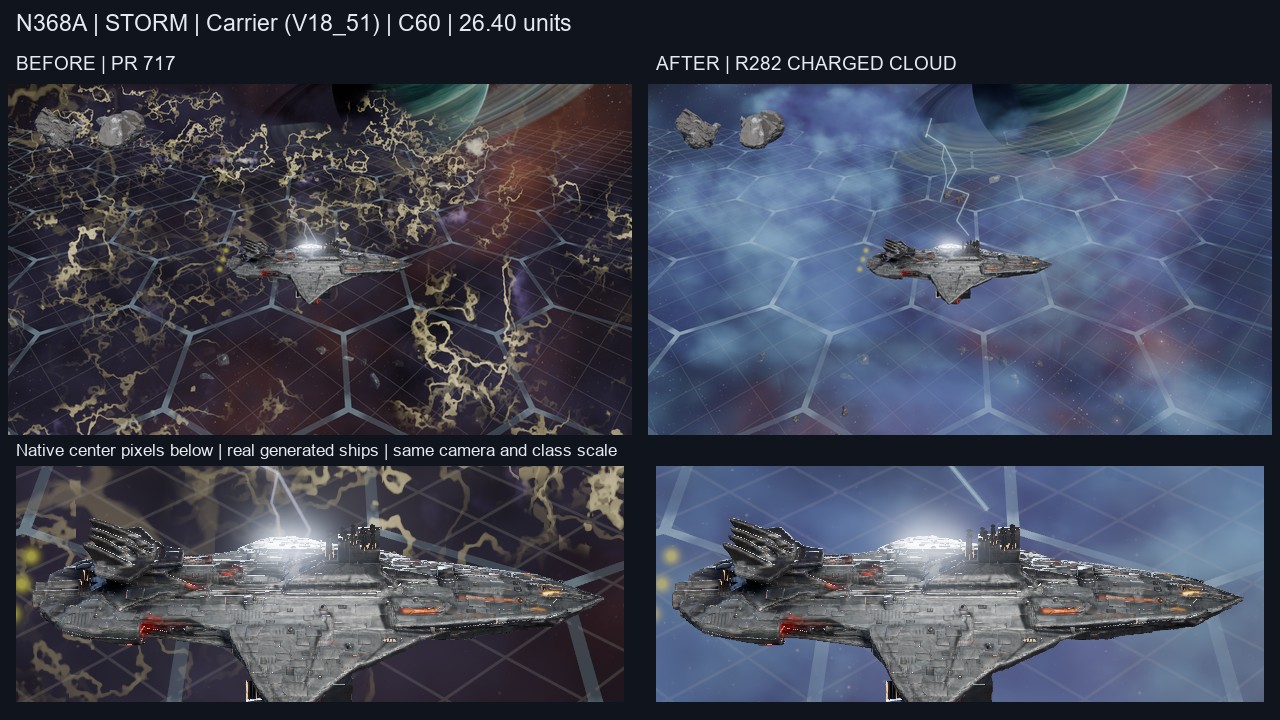 N368A | STORM | Carrier (V18_51) | C60 | 26.40 units
BEFORE | PR 717
AFTER | R282 CHARGED CLOUD
Native center pixels below | real generated ships | same camera and class scale